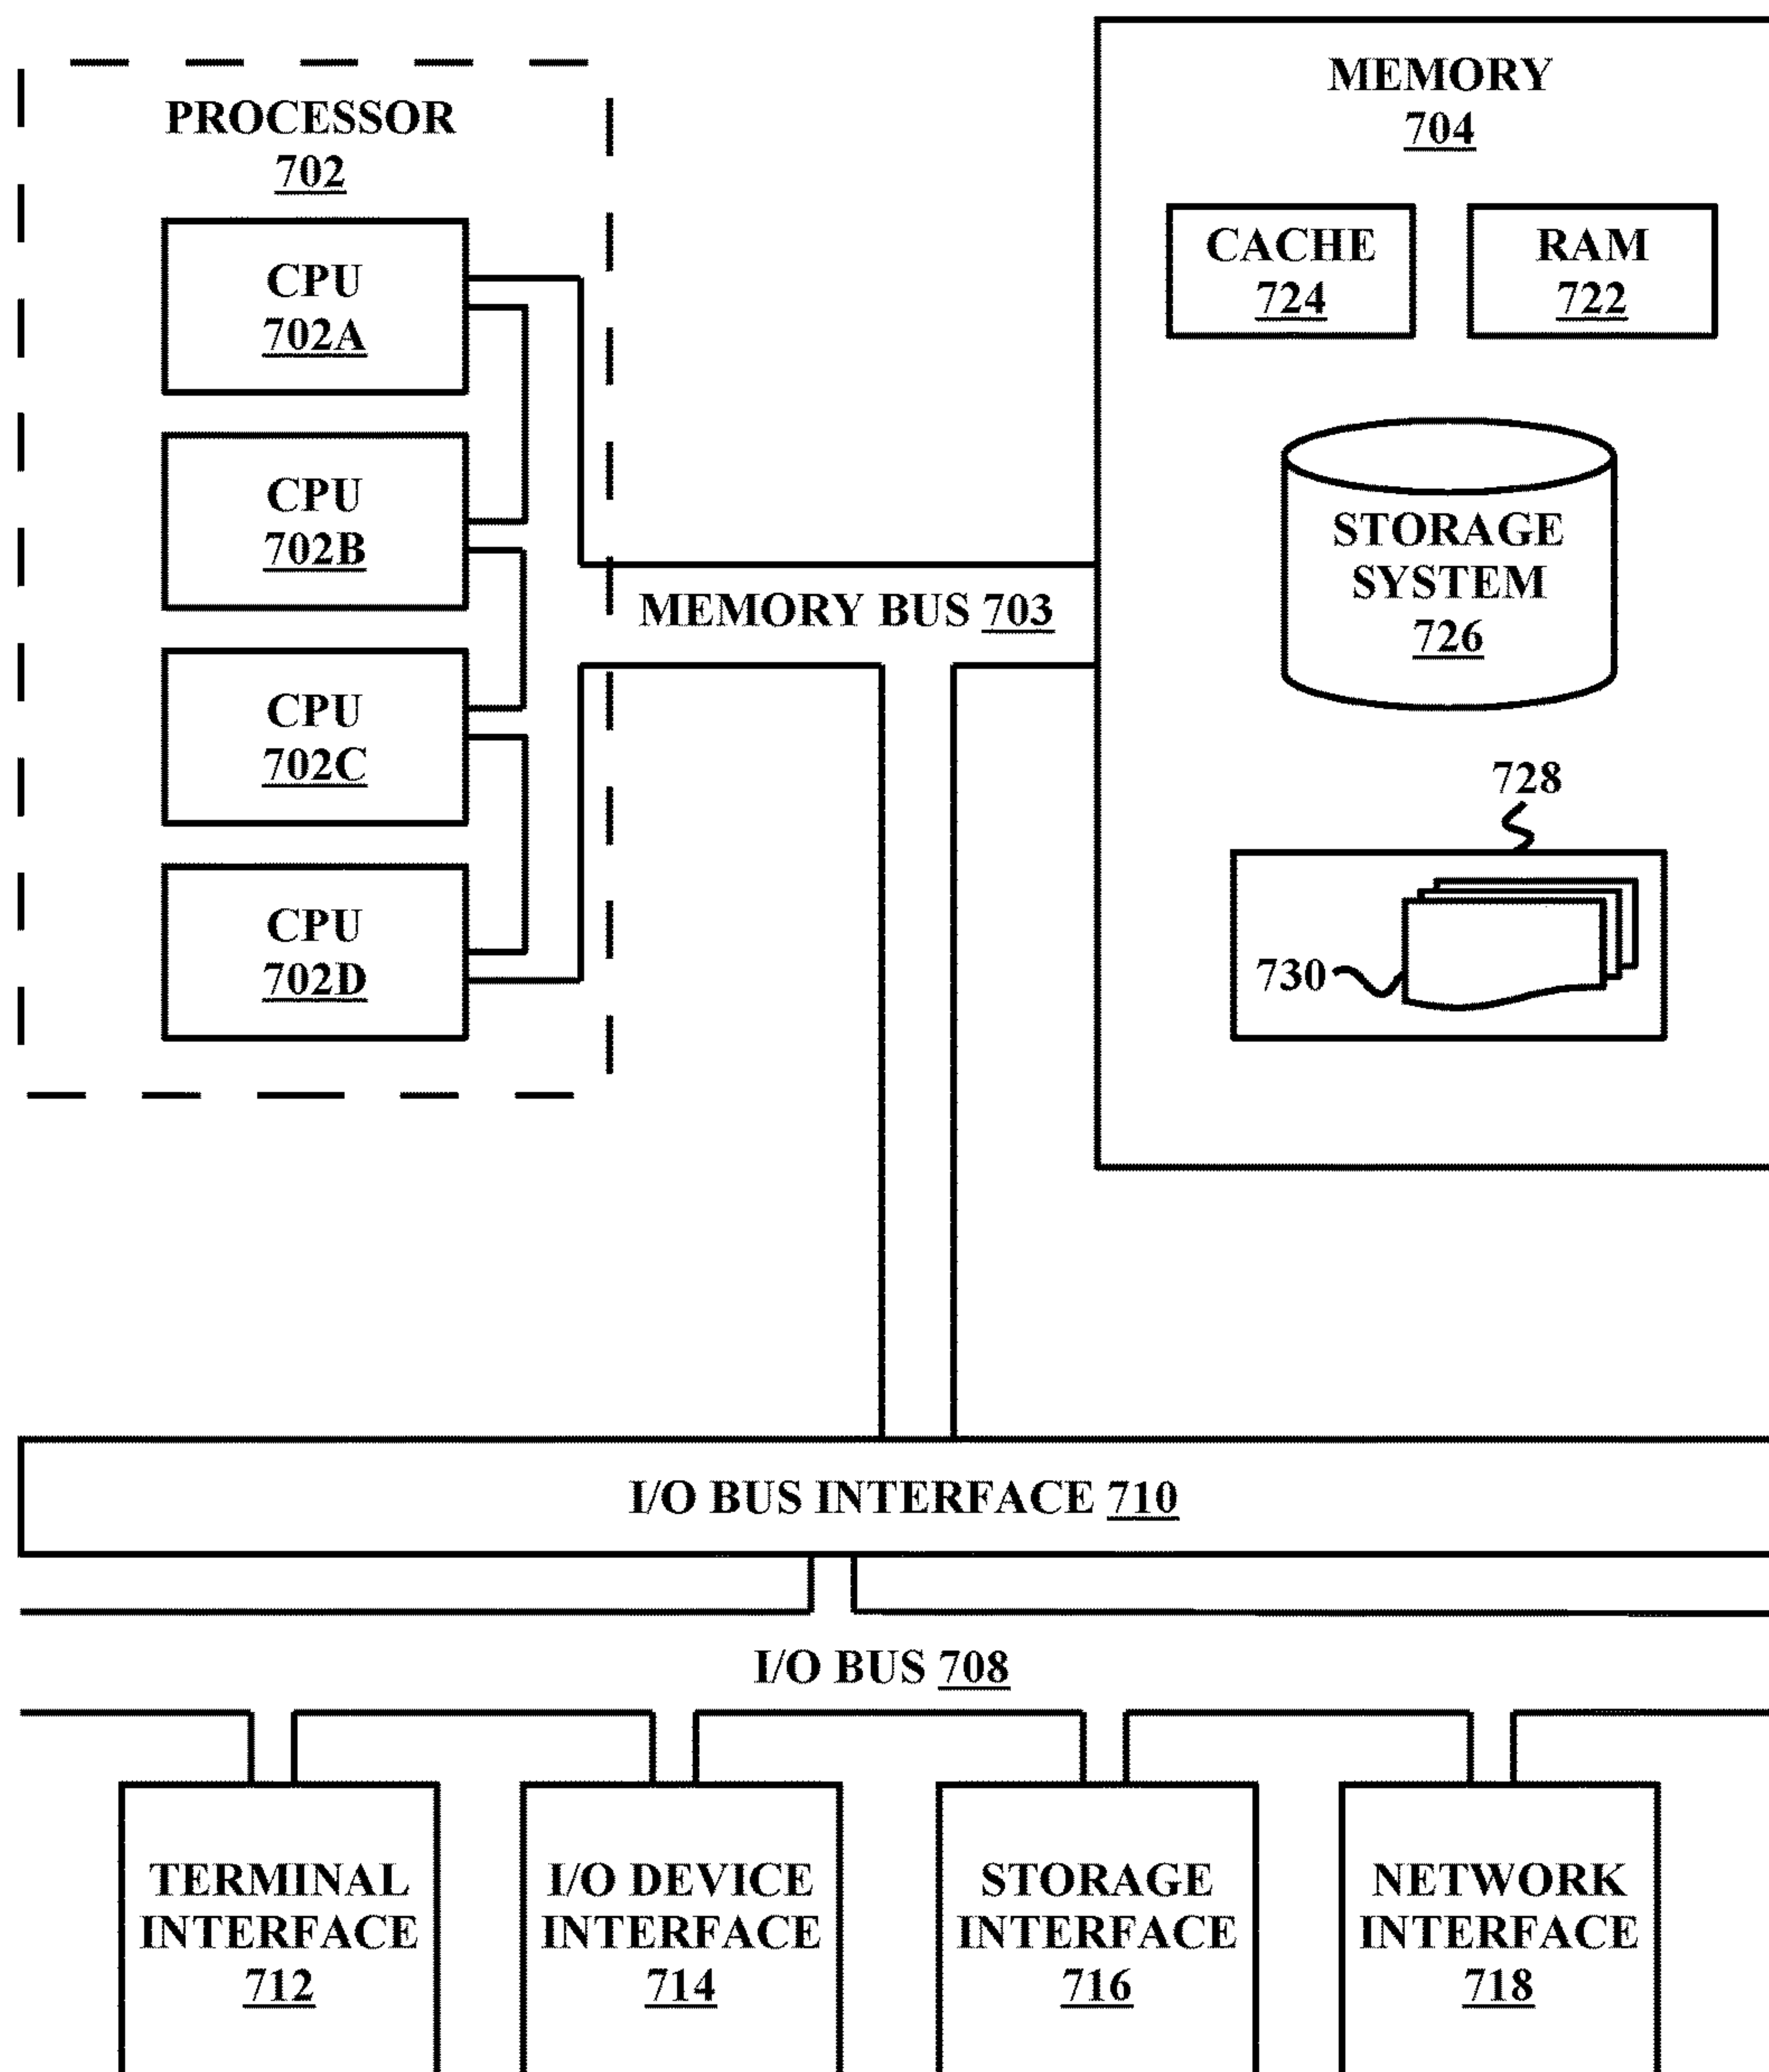 PROCESSOR
702
CPU
702A
CPU
702B
CPU
702C
CPU
702D
MEMORY BUS 703
MEMORY
704
CACHE
724
RAM
722
STORAGE
SYSTEM
726
728
730
I/O BUS INTERFACE 710
I/O BUS 708
TERMINAL
INTERFACE
712
I/O DEVICE
INTERFACE
714
STORAGE
INTERFACE
716
NETWORK
INTERFACE
718